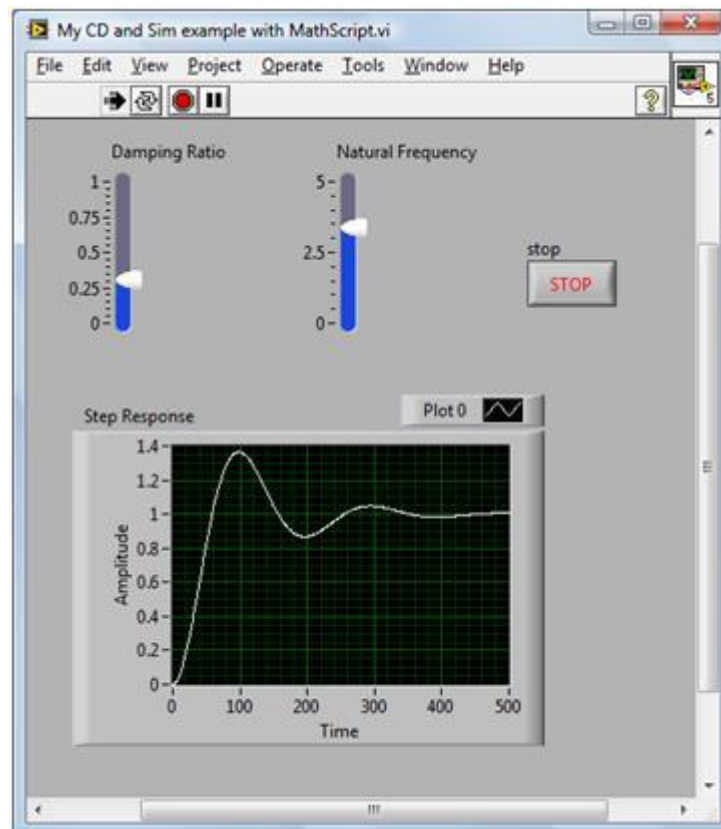 My CD and Sim example with MathScript.vi
File Edit View Project Operate Tools Window Help
5
Damping Ratio
1
0.75
0.5
0.25
0
Natural Frequency
5
2.5
0
stop
STOP
Step Response
Plot 0
Amplitude
1.4
1.2
1
0.8
0.6
0.4
0.2
0
0 100 200 300 400 500
Time